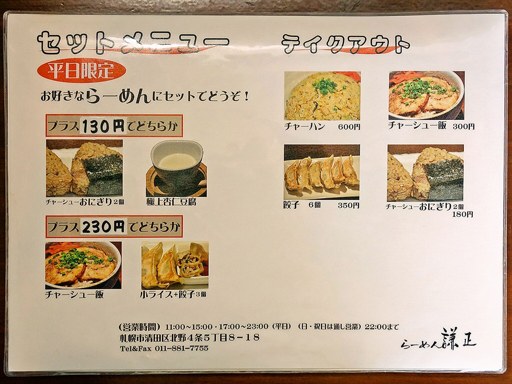 セットメニュー
平日限定
お好きならーめんにセットでどうぞ！
プラス130円でどちらか
チャーシューおにぎり2個
極上杏仁豆腐
プラス230円でどちらか
チャーシュー飯
小ライス+餃子3個
テイクアウト
チャーハン 600円
チャーシュー飯 300円
餃子 6個 350円
チャーシューおにぎり2個
180円
(営業時間) 11:00～15:00・17:00～23:00 (平日) (日・祝日は通し営業) 22:00まで
札幌市清田区北野4条5丁目8－18
Tel&Fax 011-881-7755
らーめん 謙正